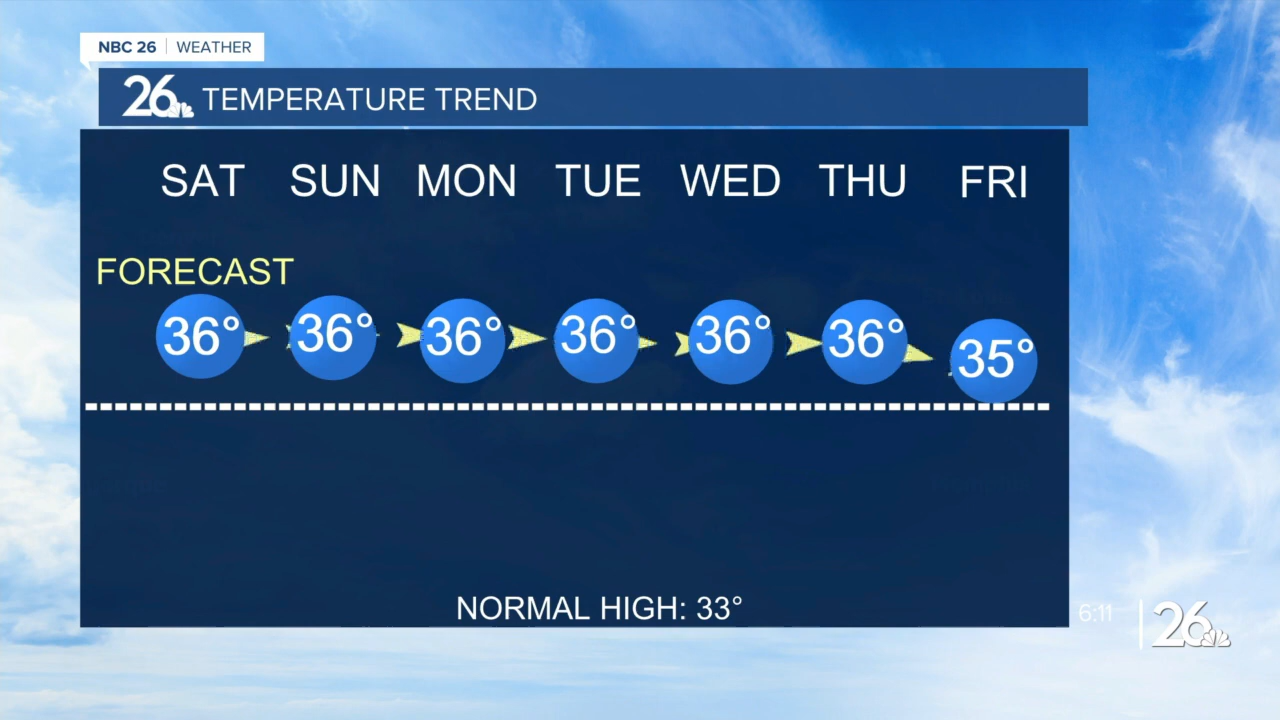 NBC 26 | WEATHER
26 TEMPERATURE TREND
SAT SUN MON TUE WED THU FRI
FORECAST
36° 36° 36° 36° 36° 36° 35°
NORMAL HIGH: 33°
6:11 | 26